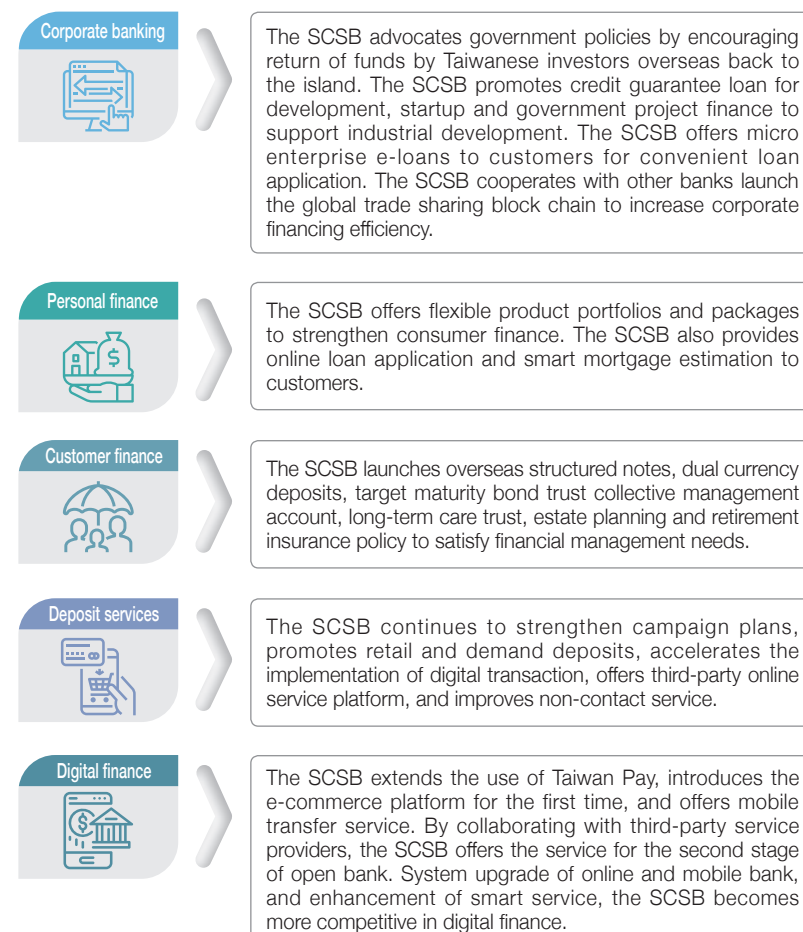 Corporate banking
The SCSB advocates government policies by encouraging
return of funds by Taiwanese investors overseas back to
the island. The SCSB promotes credit guarantee loan for
development, startup and government project finance to
support industrial development. The SCSB offers micro
enterprise e-loans to customers for convenient loan
application. The SCSB cooperates with other banks launch
the global trade sharing block chain to increase corporate
financing efficiency.
Personal finance
The SCSB offers flexible product portfolios and packages
to strengthen consumer finance. The SCSB also provides
online loan application and smart mortgage estimation to
customers.
Customer finance
The SCSB launches overseas structured notes, dual currency
deposits, target maturity bond trust collective management
account, long-term care trust, estate planning and retirement
insurance policy to satisfy financial management needs.
Deposit services
The SCSB continues to strengthen campaign plans,
promotes retail and demand deposits, accelerates the
implementation of digital transaction, offers third-party online
service platform, and improves non-contact service.
Digital finance
The SCSB extends the use of Taiwan Pay, introduces the
e-commerce platform for the first time, and offers mobile
transfer service. By collaborating with third-party service
providers, the SCSB offers the service for the second stage
of open bank. System upgrade of online and mobile bank,
and enhancement of smart service, the SCSB becomes
more competitive in digital finance.